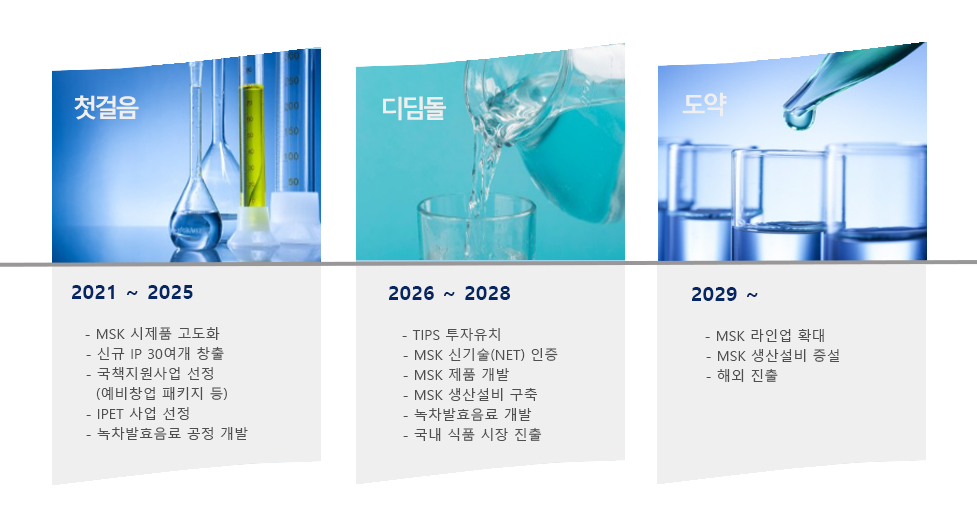 첫걸음
2021 ~ 2025
- MSK 시제품 고도화
- 신규 IP 30여개 창출
- 국책지원사업 선정
(예비창업 패키지 등)
- IPET 사업 선정
- 녹차발효음료 공정 개발
디딤돌
2026 ~ 2028
- TIPS 투자유치
- MSK 신기술(NET) 인증
- MSK 제품 개발
- MSK 생산설비 구축
- 녹차발효음료 개발
- 국내 식품 시장 진출
도약
2029 ~
- MSK 라인업 확대
- MSK 생산설비 증설
- 해외 진출